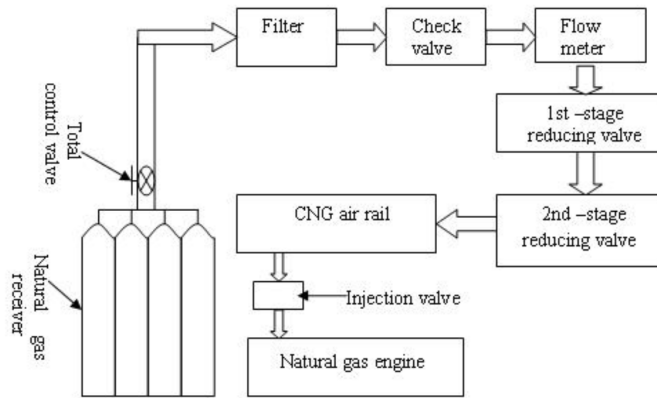 Filter
Check
valve
Flow
meter
1st –stage
reducing valve
2nd –stage
reducing valve
CNG air rail
Injection valve
Natural gas engine
Total
control valve
Natural gas
receiver